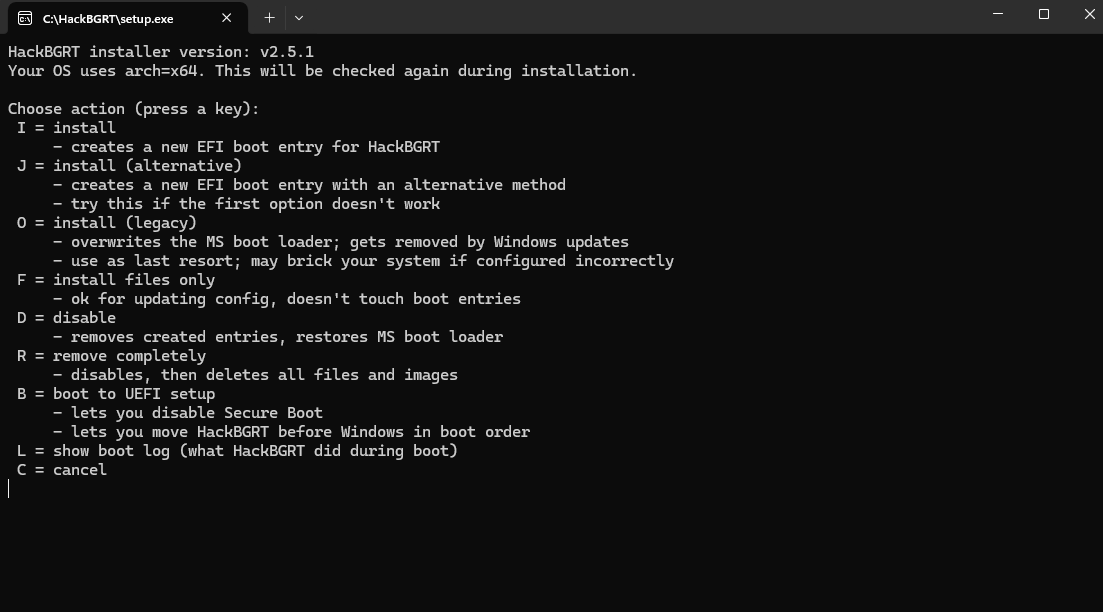 C:\HackBGRT\setup.exe
HackBGRT installer version: v2.5.1
Your OS uses arch=x64. This will be checked again during installation.
Choose action (press a key):
I = install
- creates a new EFI boot entry for HackBGRT
J = install (alternative)
- creates a new EFI boot entry with an alternative method
- try this if the first option doesn't work
O = install (legacy)
- overwrites the MS boot loader; gets removed by Windows updates
- use as last resort; may brick your system if configured incorrectly
F = install files only
- ok for updating config, doesn't touch boot entries
D = disable
- removes created entries, restores MS boot loader
R = remove completely
- disables, then deletes all files and images
B = boot to UEFI setup
- lets you disable Secure Boot
- lets you move HackBGRT before Windows in boot order
L = show boot log (what HackBGRT did during boot)
C = cancel